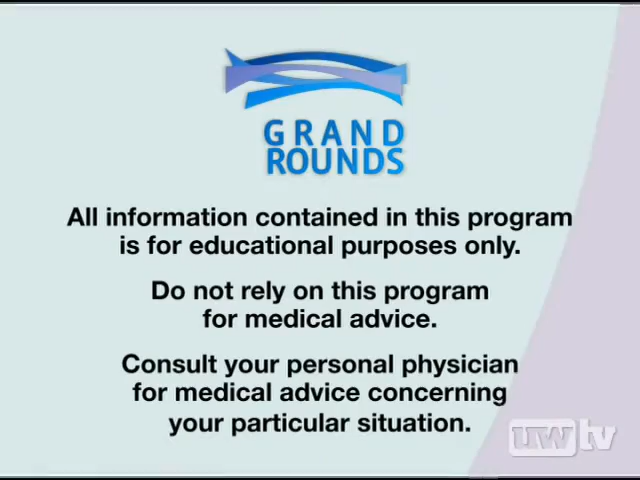 GRAND
ROUNDS
All information contained in this program
is for educational purposes only.
Do not rely on this program
for medical advice.
Consult your personal physician
for medical advice concerning
your particular situation.
uwtv